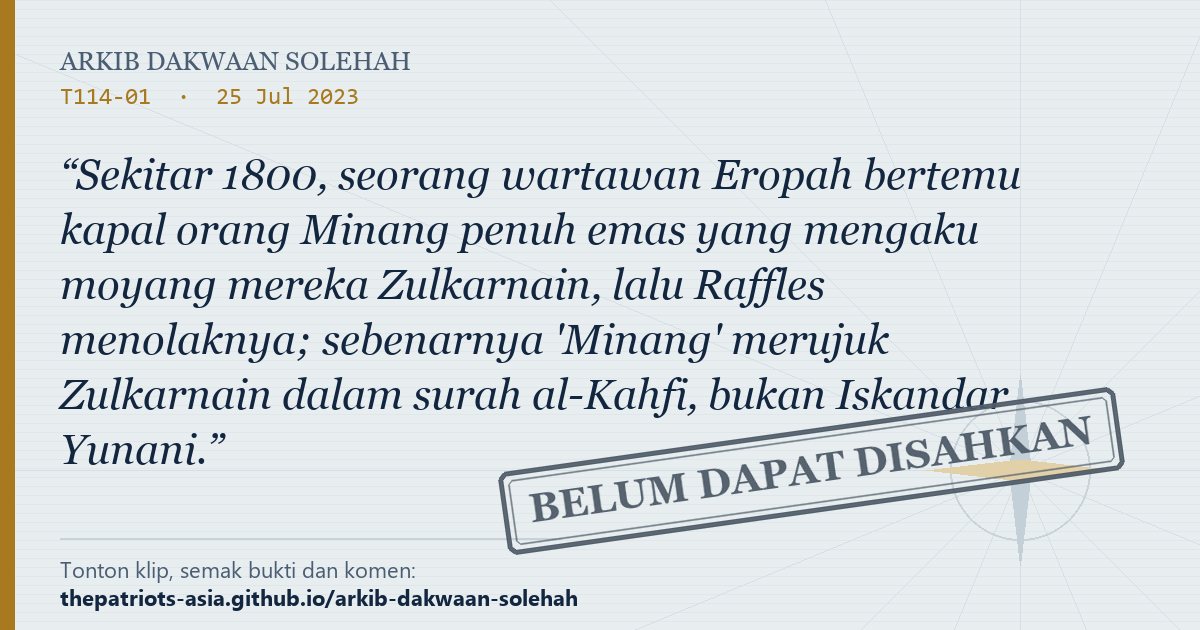 ARKIB DAKWAAN SOLEHAH
T114-01 · 25 Jul 2023
“Sekitar 1800, seorang wartawan Eropah bertemu
kapal orang Minang penuh emas yang mengaku
moyang mereka Zulkarnain, lalu Raffles
menolaknya; sebenarnya 'Minang' merujuk
Zulkarnain dalam surah al-Kahfi, bukan Iskandar
Yunani.”
BELUM DAPAT DISAHKAN
Tonton klip, semak bukti dan komen:
thepatriots-asia.github.io/arkib-dakwaan-solehah